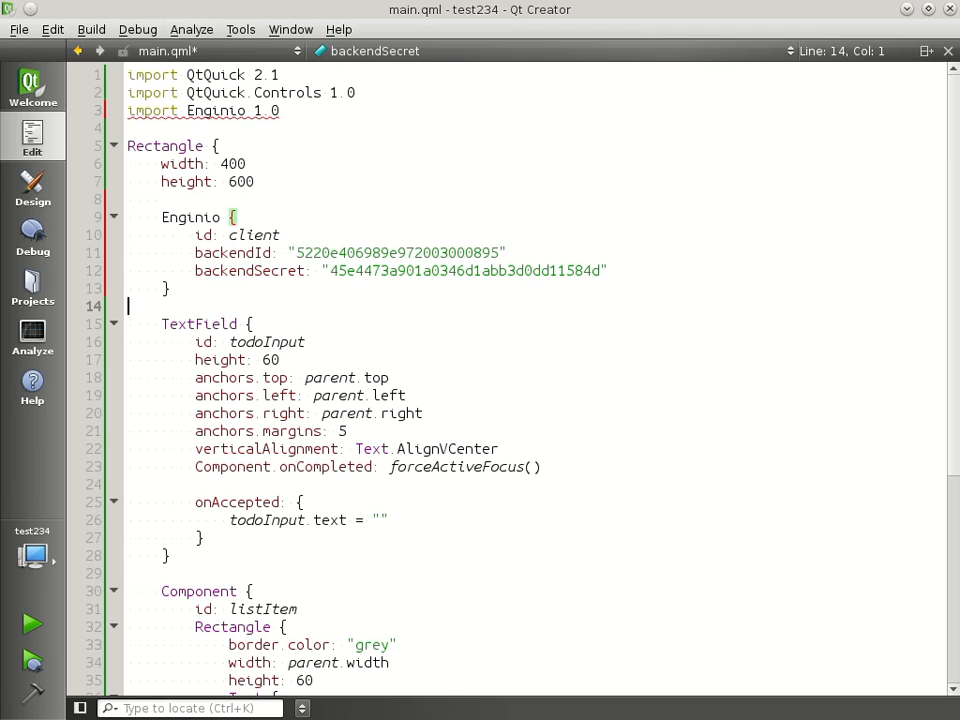 main.qml - test234 - Qt Creator
File Edit Build Debug Analyze Tools Window Help
main.qml* backendSecret Line: 14, Col: 1
Welcome
Edit
Design
Debug
Projects
Analyze
Help
test234
1 import QtQuick 2.1
2 import QtQuick.Controls 1.0
3 import Enginio 1.0
4
5 Rectangle {
6 width: 400
7 height: 600
8
9 Enginio {
10 id: client
11 backendId: "5220e406989e972003000895"
12 backendSecret: "45e4473a901a0346d1abb3d0dd11584d"
13 }
14
15 TextField {
16 id: todoInput
17 height: 60
18 anchors.top: parent.top
19 anchors.left: parent.left
20 anchors.right: parent.right
21 anchors.margins: 5
22 verticalAlignment: Text.AlignVCenter
23 Component.onCompleted: forceActiveFocus()
24
25 onAccepted: {
26 todoInput.text = ""
27 }
28 }
29
30 Component {
31 id: listItem
32 Rectangle {
33 border.color: "grey"
34 width: parent.width
35 height: 60
Type to locate (Ctrl+K)